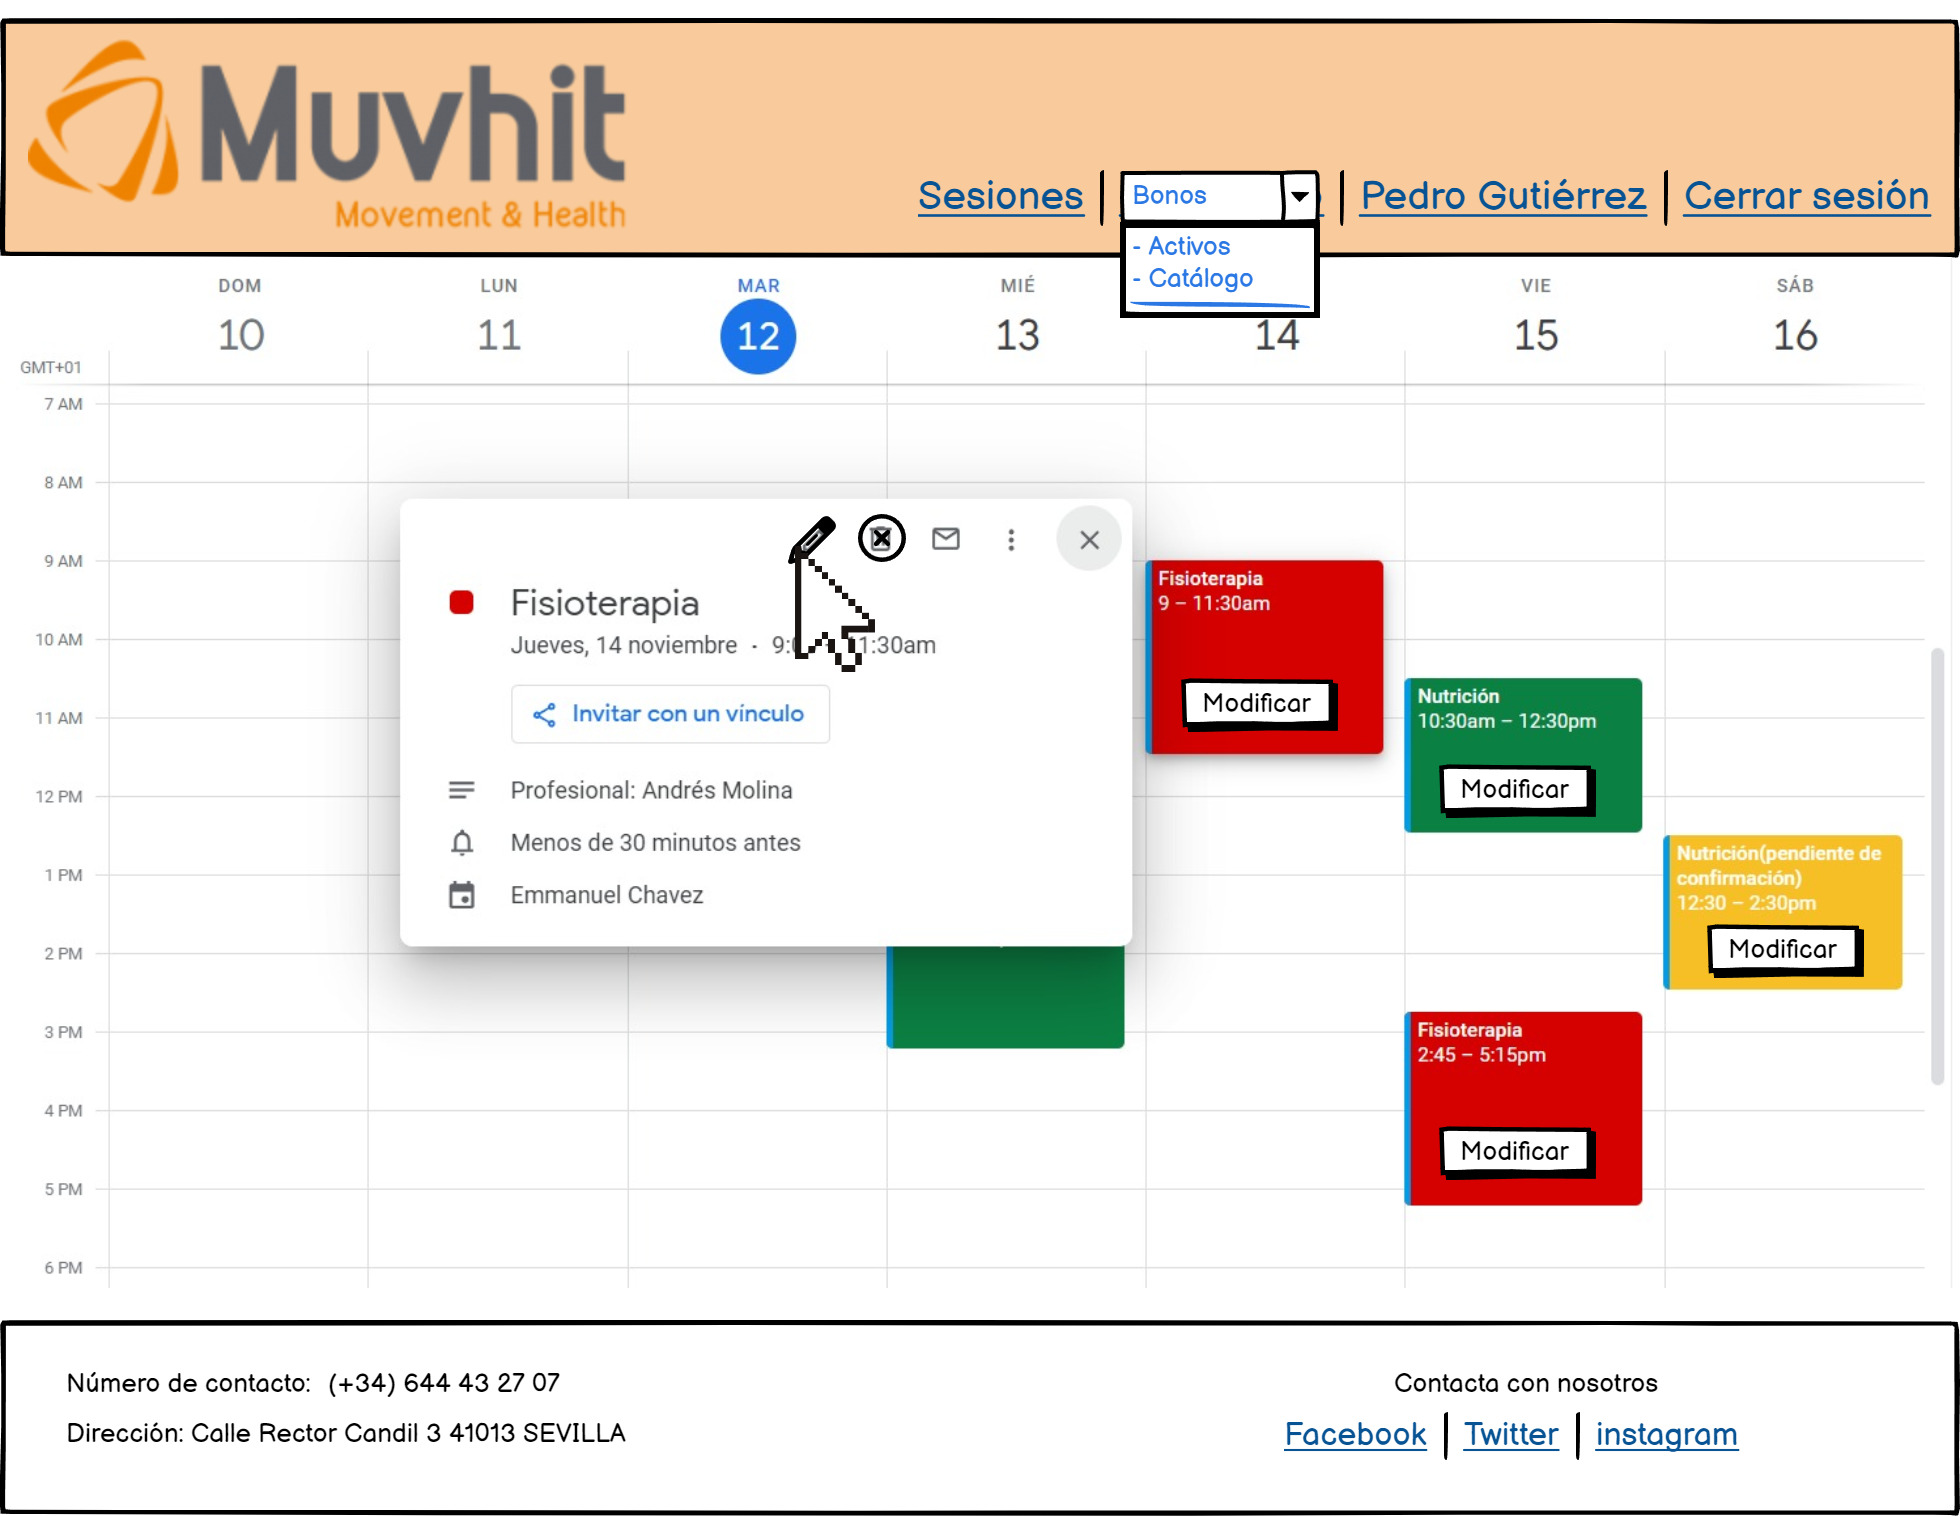 Muvhit
Movement & Health
Sesiones
Bonos
Pedro Gutiérrez
Cerrar sesión
- Activos
- Catálogo
DOM
LUN
MAR
MIÉ
VIE
SÁB
10
11
12
13
14
15
16
GMT+01
7 AM
8 AM
9 AM
10 AM
11 AM
12 PM
1 PM
2 PM
3 PM
4 PM
5 PM
6 PM
Fisioterapia
Jueves, 14 noviembre · 9:0 11:30am
Invitar con un vínculo
Profesional: Andrés Molina
Menos de 30 minutos antes
Emmanuel Chavez
Fisioterapia
9 – 11:30am
Modificar
Nutrición
10:30am – 12:30pm
Modificar
Nutrición(pendiente de
confirmación)
12:30 – 2:30pm
Modificar
Fisioterapia
2:45 – 5:15pm
Modificar
Número de contacto: (+34) 644 43 27 07
Dirección: Calle Rector Candil 3 41013 SEVILLA
Contacta con nosotros
Facebook
Twitter
instagram